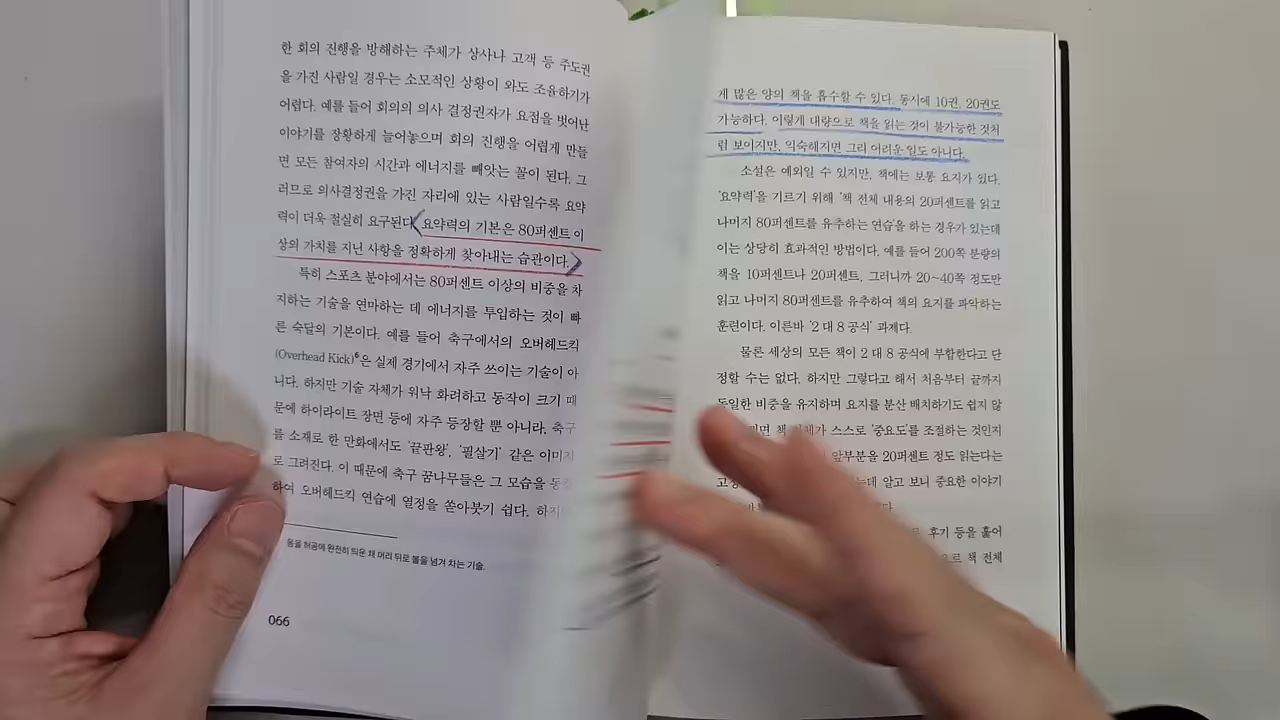 한 회의 진행을 방해하는 주체가 상사나 고객 등 주도권
을 가진 사람일 경우는 소모적인 상황이 와도 조율하기가
어렵다. 예를 들어 회의의 의사 결정권자가 요점을 벗어난
이야기를 장황하게 늘어놓으며 회의 진행을 어렵게 만들
면 모든 참여자의 시간과 에너지를 빼앗는 꼴이 된다. 그
러므로 의사결정권을 가진 자리에 있는 사람일수록 요약
력이 더욱 절실히 요구된다. 요약력의 기본은 80퍼센트 이
상의 가치를 지닌 사항을 정확하게 찾아내는 습관이다.
특히 스포츠 분야에서는 80퍼센트 이상의 비중을 차
지하는 기술을 연마하는 데 에너지를 투입하는 것이 빠
른 숙달의 기본이다. 예를 들어 축구에서의 오버헤드킥
(Overhead Kick)6은 실제 경기에서 자주 쓰이는 기술이 아
니다. 하지만 기술 자체가 워낙 화려하고 동작이 크기 때
문에 하이라이트 장면 등에 자주 등장할 뿐 아니라, 축구
를 소재로 한 만화에서도 '끝판왕', '필살기' 같은 이미지
로 그려진다. 이 때문에 축구 꿈나무들은 그 모습을
하여 오버헤드킥 연습에 열정을 쏟아붓기 쉽다.
몸을 허공에 완전히 띄운 채 머리 뒤로 볼을 넘겨 차는 기술.
066
게 많은 양의 책을 흡수할 수 있다. 동시에 10권, 20권도
가능하다. 이렇게 대량으로 책을 읽는 것이 불가능한 것처
럼 보이지만, 익숙해지면 그리 어려운 일도 아니다.
소설은 예외일 수 있지만, 책에는 보통 요지가 있다.
'요약력'을 기르기 위해 '책 전체 내용의 20퍼센트를 읽고
나머지 80퍼센트를 유추하는 연습'을 하는 경우가 있는데
이는 상당히 효과적인 방법이다. 예를 들어 200쪽 분량의
책을 10퍼센트나 20퍼센트, 그러니까 20~40쪽 정도만
읽고 나머지 80퍼센트를 유추하여 책의 요지를 파악하는
훈련이다. 이른바 '2 대 8 공식' 과제다.
물론 세상의 모든 책이 2 대 8 공식에 부합한다고 단
정할 수는 없다. 하지만 그렇다고 해서 처음부터 끝까지
동일한 비중을 유지하며 요지를 분산 배치하기도 쉽지 않
스스로 '중요도'를 조절하는 것인지
앞부분을 20퍼센트 정도 읽는다는
알고 보니 중요한 이야기
후기 등을 훑어
책 전체